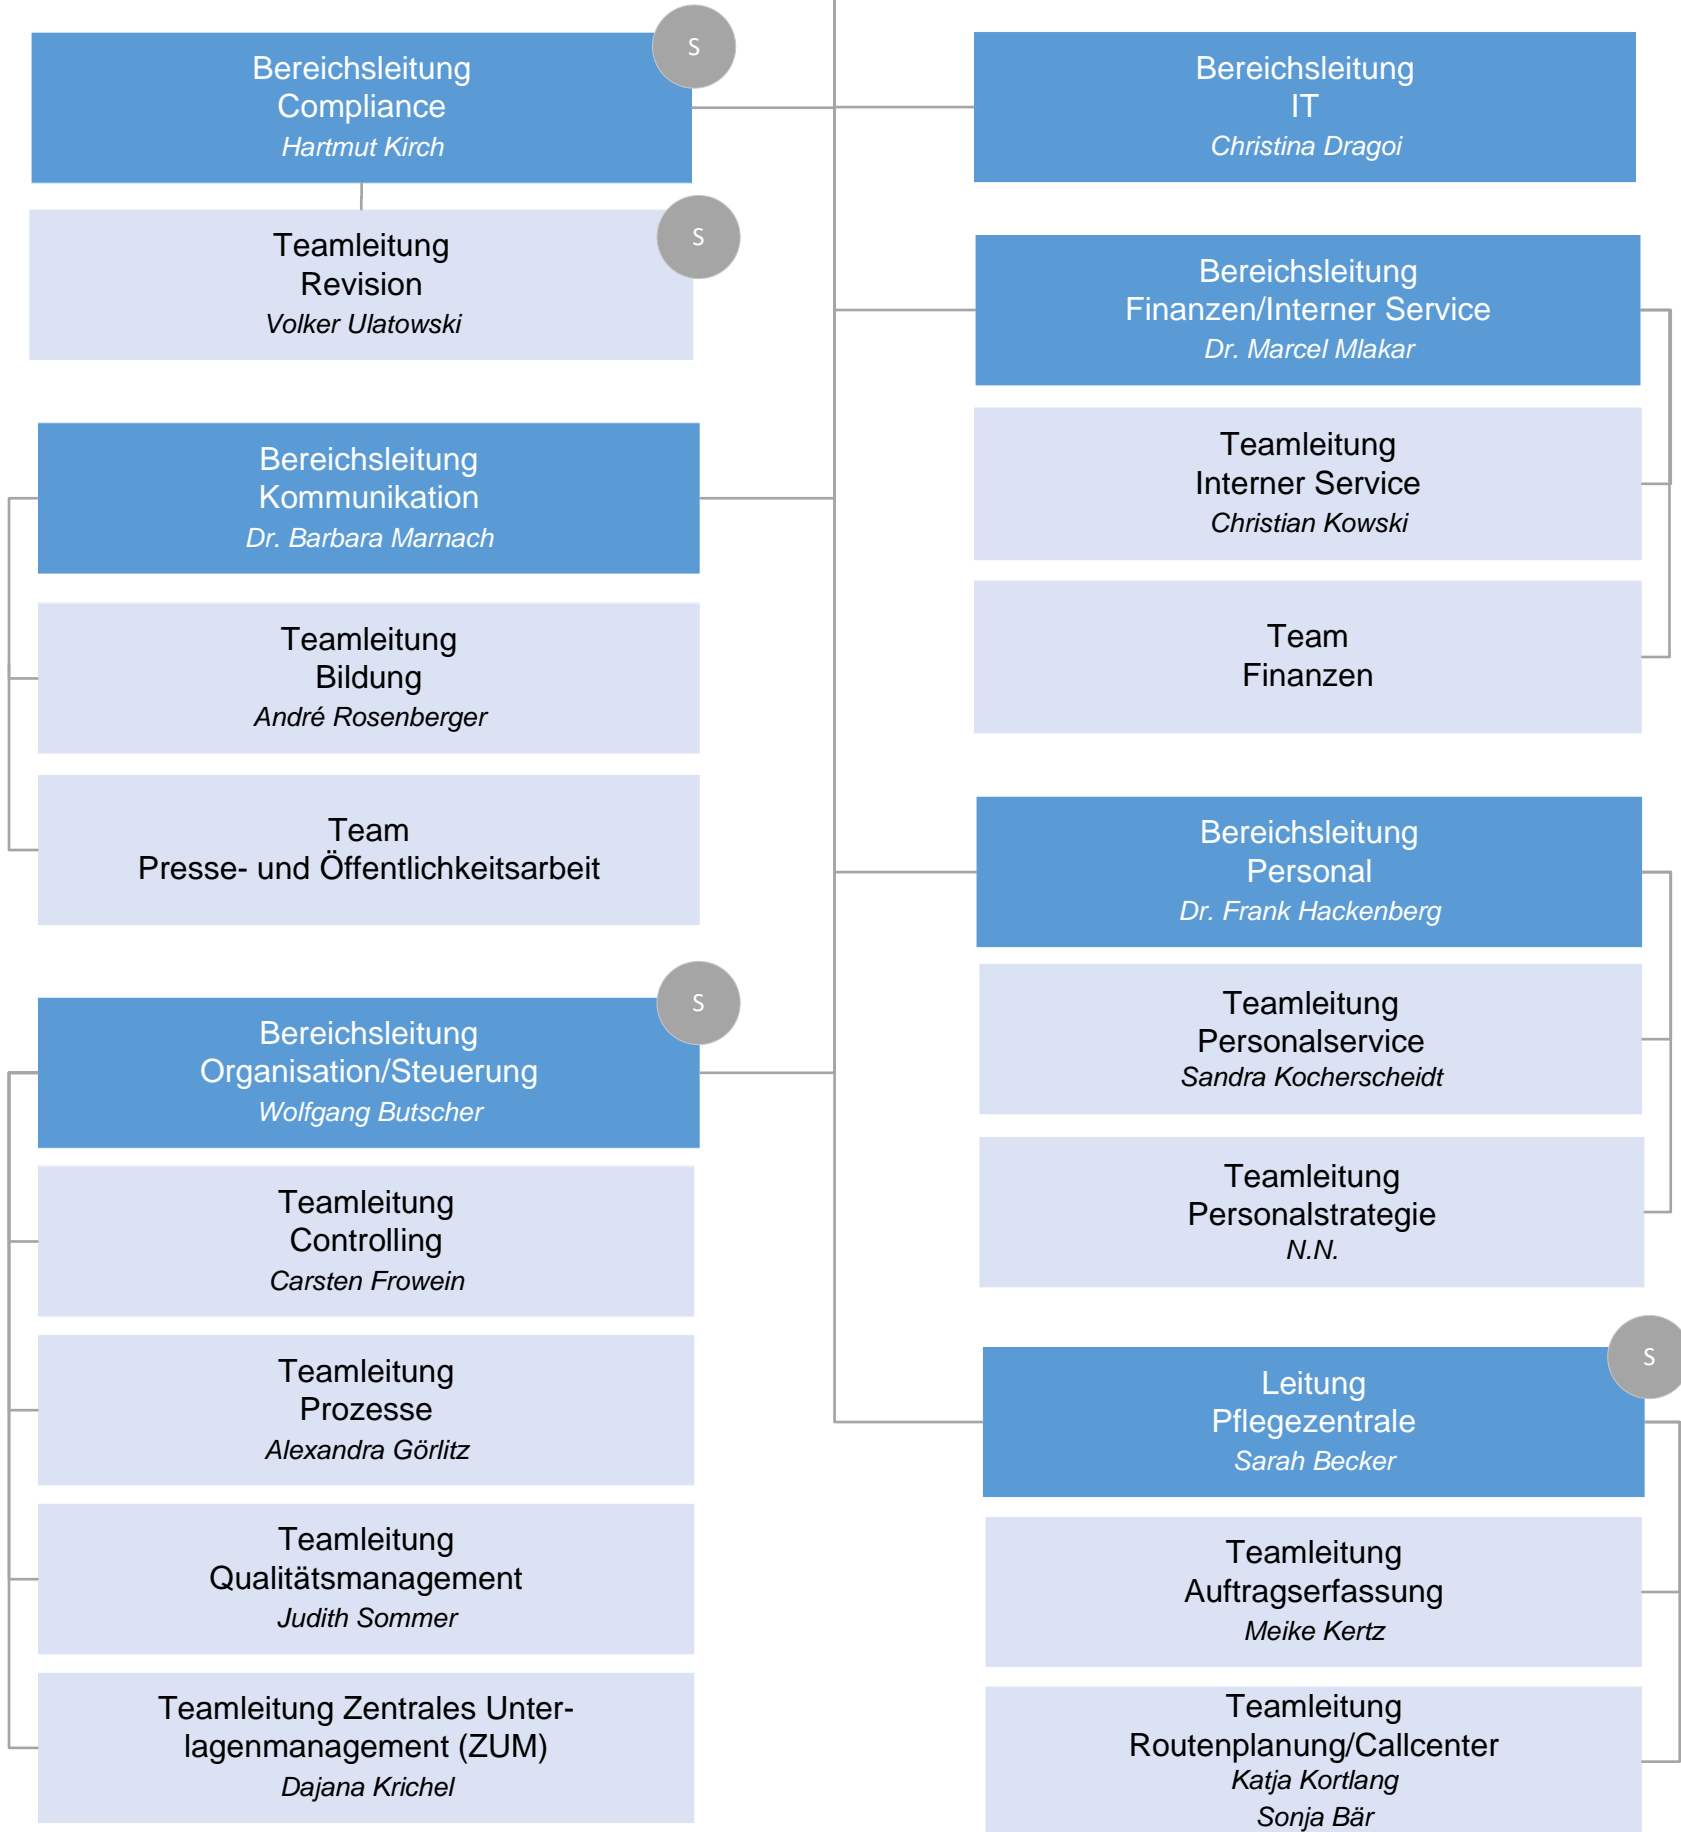 S
Bereichsleitung
Compliance
Hartmut Kirch
S
Teamleitung
Revision
Volker Ulatowski
Bereichsleitung
Kommunikation
Dr. Barbara Marnach
Teamleitung
Bildung
André Rosenberger
Team
Presse- und Öffentlichkeitsarbeit
S
Bereichsleitung
Organisation/Steuerung
Wolfgang Butscher
Teamleitung
Controlling
Carsten Frowein
Teamleitung
Prozesse
Alexandra Görlitz
Teamleitung
Qualitätsmanagement
Judith Sommer
Teamleitung Zentrales Unter-
lagenmanagement (ZUM)
Dajana Krichel
Bereichsleitung
IT
Christina Dragoi
Bereichsleitung
Finanzen/Interner Service
Dr. Marcel Mlakar
Teamleitung
Interner Service
Christian Kowski
Team
Finanzen
Bereichsleitung
Personal
Dr. Frank Hackenberg
Teamleitung
Personalservice
Sandra Kocherscheidt
Teamleitung
Personalstrategie
N.N.
S
Leitung
Pflegezentrale
Sarah Becker
Teamleitung
Auftragserfassung
Meike Kertz
Teamleitung
Routenplanung/Callcenter
Katja Kortlang
Sonja Bär